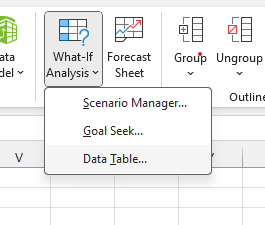 ata
del
What-If
Analysis
Forecast
Sheet
Group
Ungroup
Outline
Scenario Manager...
Goal Seek...
Data Table...
V
Y